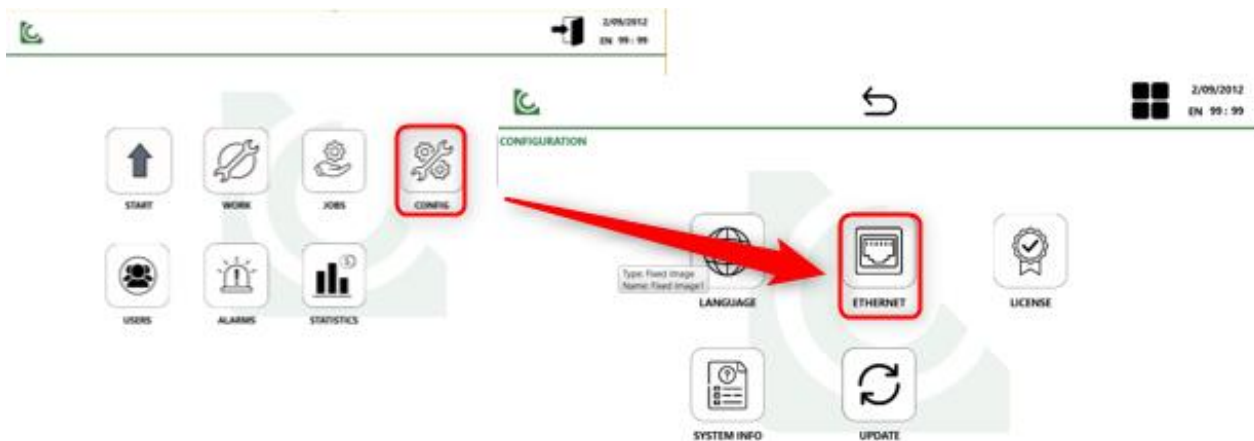 2/09/2012
EN 99:99
START
WORK
JOBS
CONFIG
USERS
ALARMS
STATISTICS
2/09/2012
EN 99:99
CONFIGURATION
Type: Fixed Image
Name: Fixed Image1
LANGUAGE
ETHERNET
LICENSE
SYSTEM INFO
UPDATE